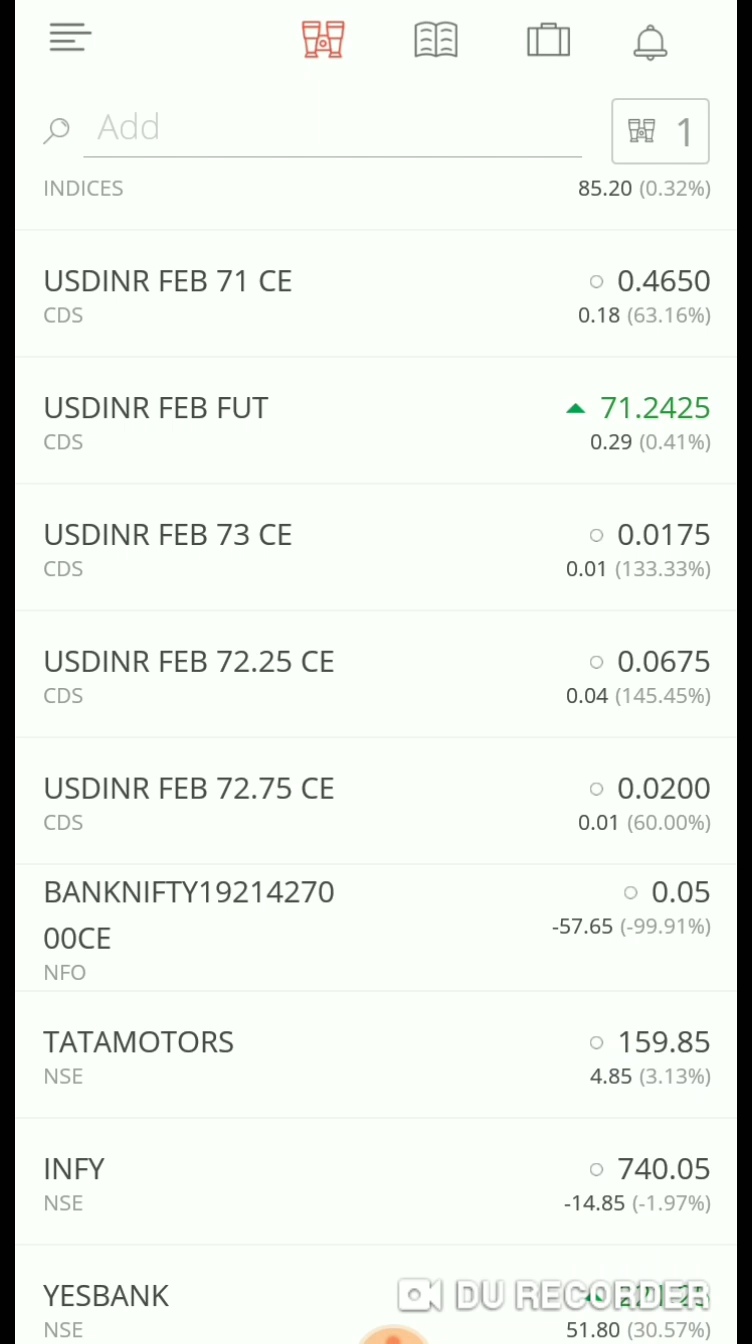 Add
1
INDICES 85.20 (0.32%)
USDINR FEB 71 CE 0.4650
CDS 0.18 (63.16%)
USDINR FEB FUT 71.2425
CDS 0.29 (0.41%)
USDINR FEB 73 CE 0.0175
CDS 0.01 (133.33%)
USDINR FEB 72.25 CE 0.0675
CDS 0.04 (145.45%)
USDINR FEB 72.75 CE 0.0200
CDS 0.01 (60.00%)
BANKNIFTY19214270 0.05
00CE -57.65 (-99.91%)
NFO
TATAMOTORS 159.85
NSE 4.85 (3.13%)
INFY 740.05
NSE -14.85 (-1.97%)
YESBANK DU RECORDER
NSE 51.80 (30.57%)